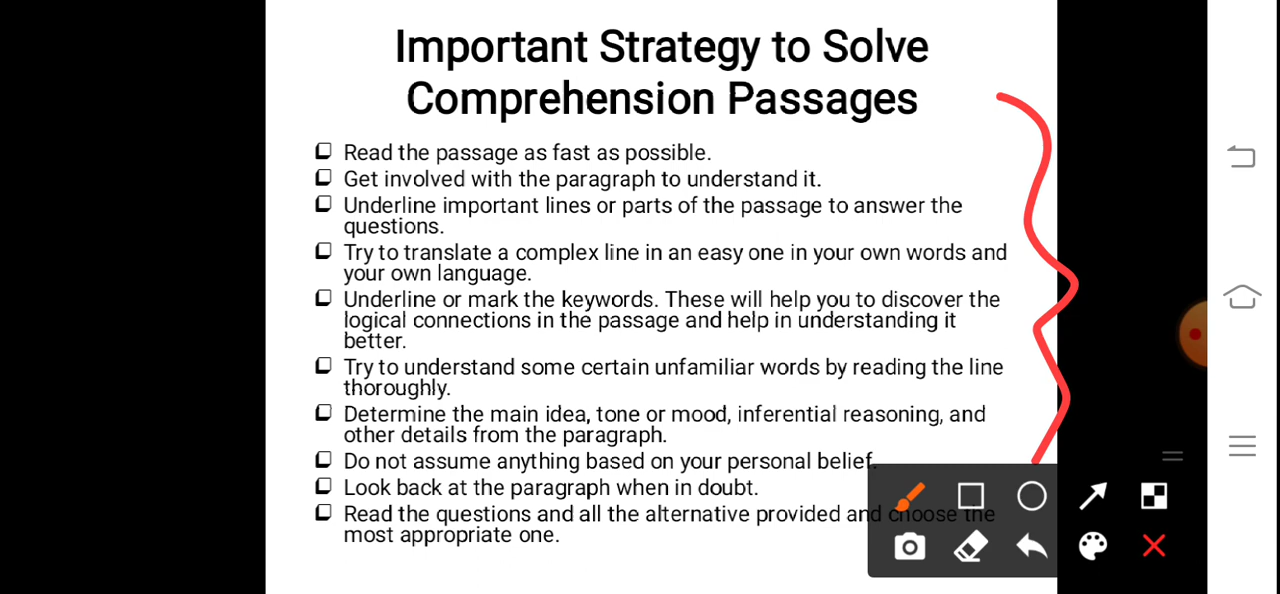 Important Strategy to Solve
Comprehension Passages
Read the passage as fast as possible.
Get involved with the paragraph to understand it.
Underline important lines or parts of the passage to answer the
questions.
Try to translate a complex line in an easy one in your own words and
your own language.
Underline or mark the keywords. These will help you to discover the
logical connections in the passage and help in understanding it
better.
Try to understand some certain unfamiliar words by reading the line
thoroughly.
Determine the main idea, tone or mood, inferential reasoning, and
other details from the paragraph.
Do not assume anything based on your personal belief.
Look back at the paragraph when in doubt.
Read the questions and all the alternative provided and choose the
most appropriate one.